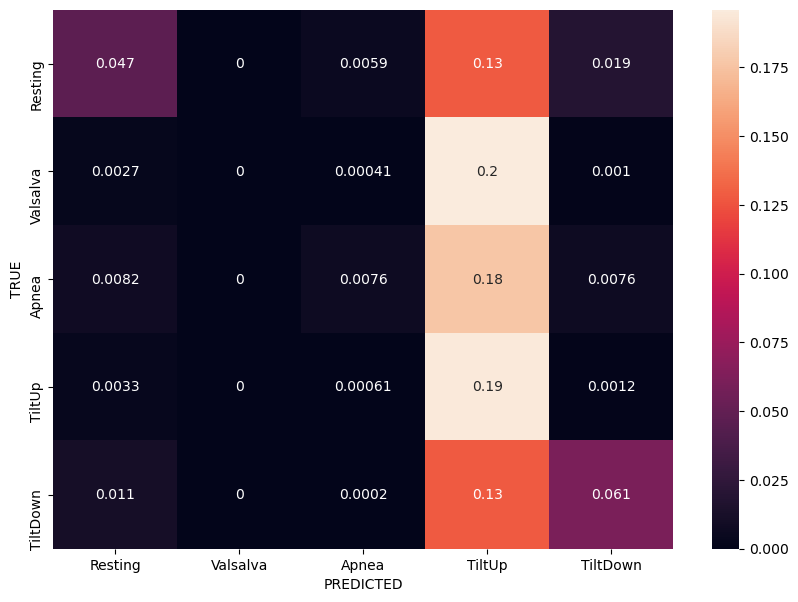 Resting 0.047 0 0.0059 0.13 0.019
Valsalva 0.0027 0 0.00041 0.2 0.001
Apnea 0.0082 0 0.0076 0.18 0.0076
TiltUp 0.0033 0 0.00061 0.19 0.0012
TiltDown 0.011 0 0.0002 0.13 0.061
TRUE
Resting Valsalva Apnea TiltUp TiltDown
PREDICTED
0.175
0.150
0.125
0.100
0.075
0.050
0.025
0.000